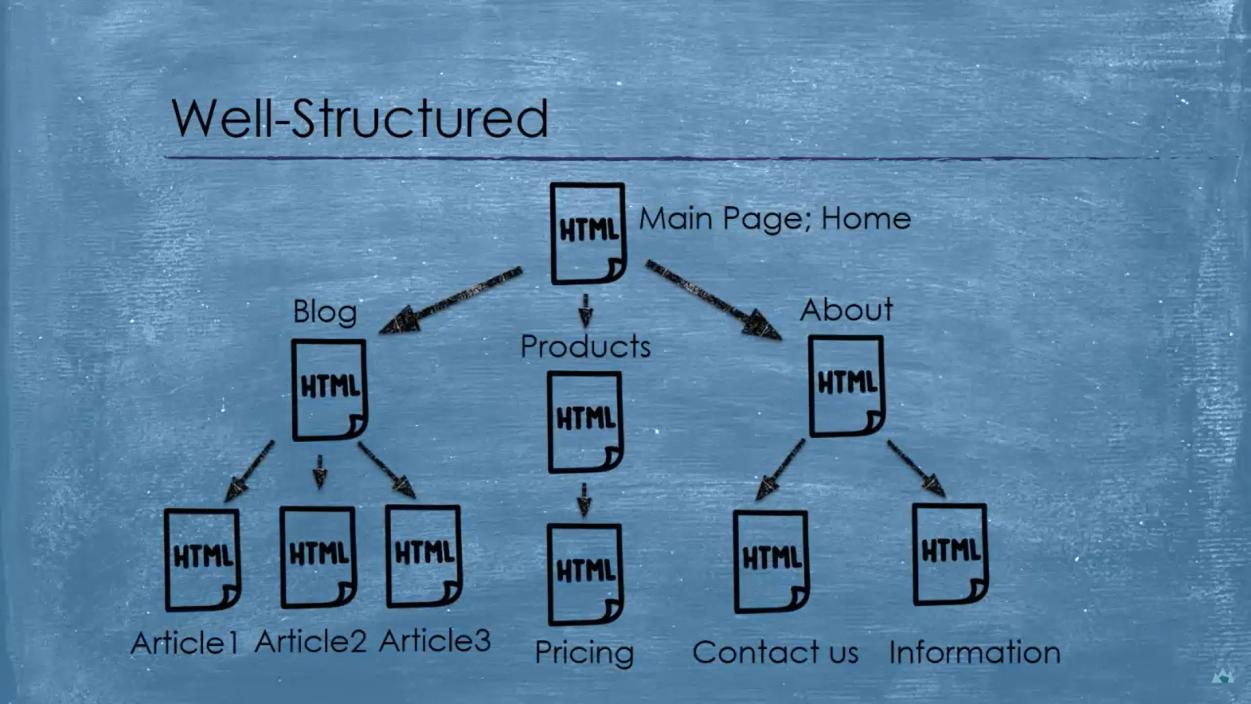 Well-Structured
HTML
Main Page; Home
Blog
About
Products
HTML
HTML
HTML
HTML
HTML
HTML
HTML
HTML
HTML
Article1
Article2
Article3
Pricing
Contact us
Information